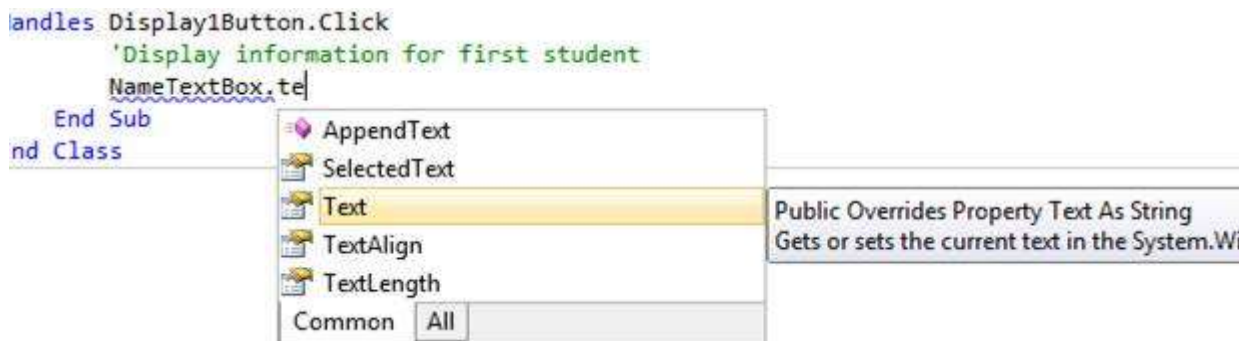 andles Display1Button.Click
'Display information for first student
NameTextBox.te
End Sub
nd Class
AppendText
SelectedText
Text
TextAlign
TextLength
Common All
Public Overrides Property Text As String
Gets or sets the current text in the System.Wi